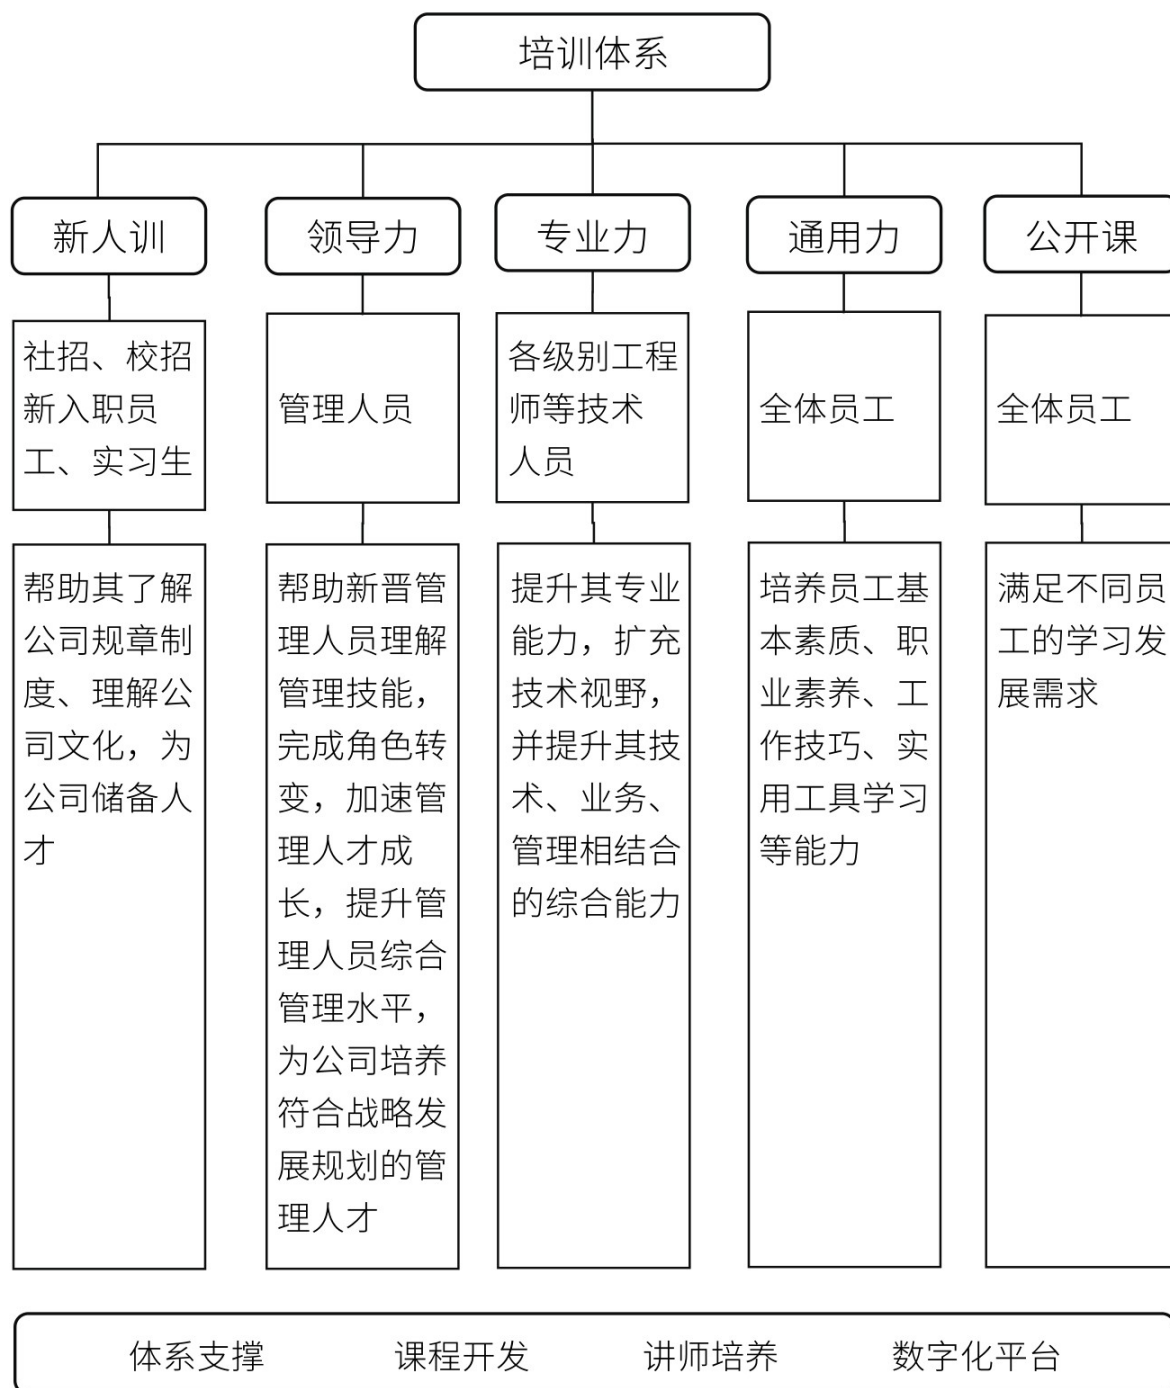 培训体系
新人训
领导力
专业力
通用力
公开课
社招、校招
新入职员
工、实习生
管理人员
各级别工程
师等技术
人员
全体员工
全体员工
帮助其了解
公司规章制
度、理解公
司文化，为
公司储备人
才
帮助新晋管
理人员理解
管理技能，
完成角色转
变，加速管
理人才成
长，提升管
理人员综合
管理水平，
为公司培养
符合战略发
展规划的管
理人才
提升其专业
能力，扩充
技术视野，
并提升其技
术、业务、
管理相结合
的综合能力
培养员工基
本素质、职
业素养、工
作技巧、实
用工具学习
等能力
满足不同员
工的学习发
展需求
体系支撑
课程开发
讲师培养
数字化平台